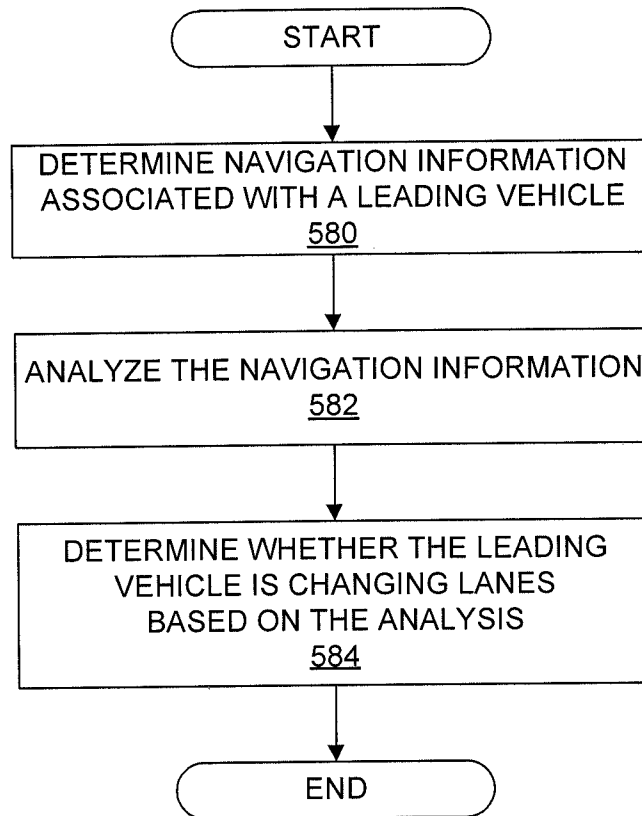 START
DETERMINE NAVIGATION INFORMATION
ASSOCIATED WITH A LEADING VEHICLE
580
ANALYZE THE NAVIGATION INFORMATION
582
DETERMINE WHETHER THE LEADING
VEHICLE IS CHANGING LANES
BASED ON THE ANALYSIS
584
END